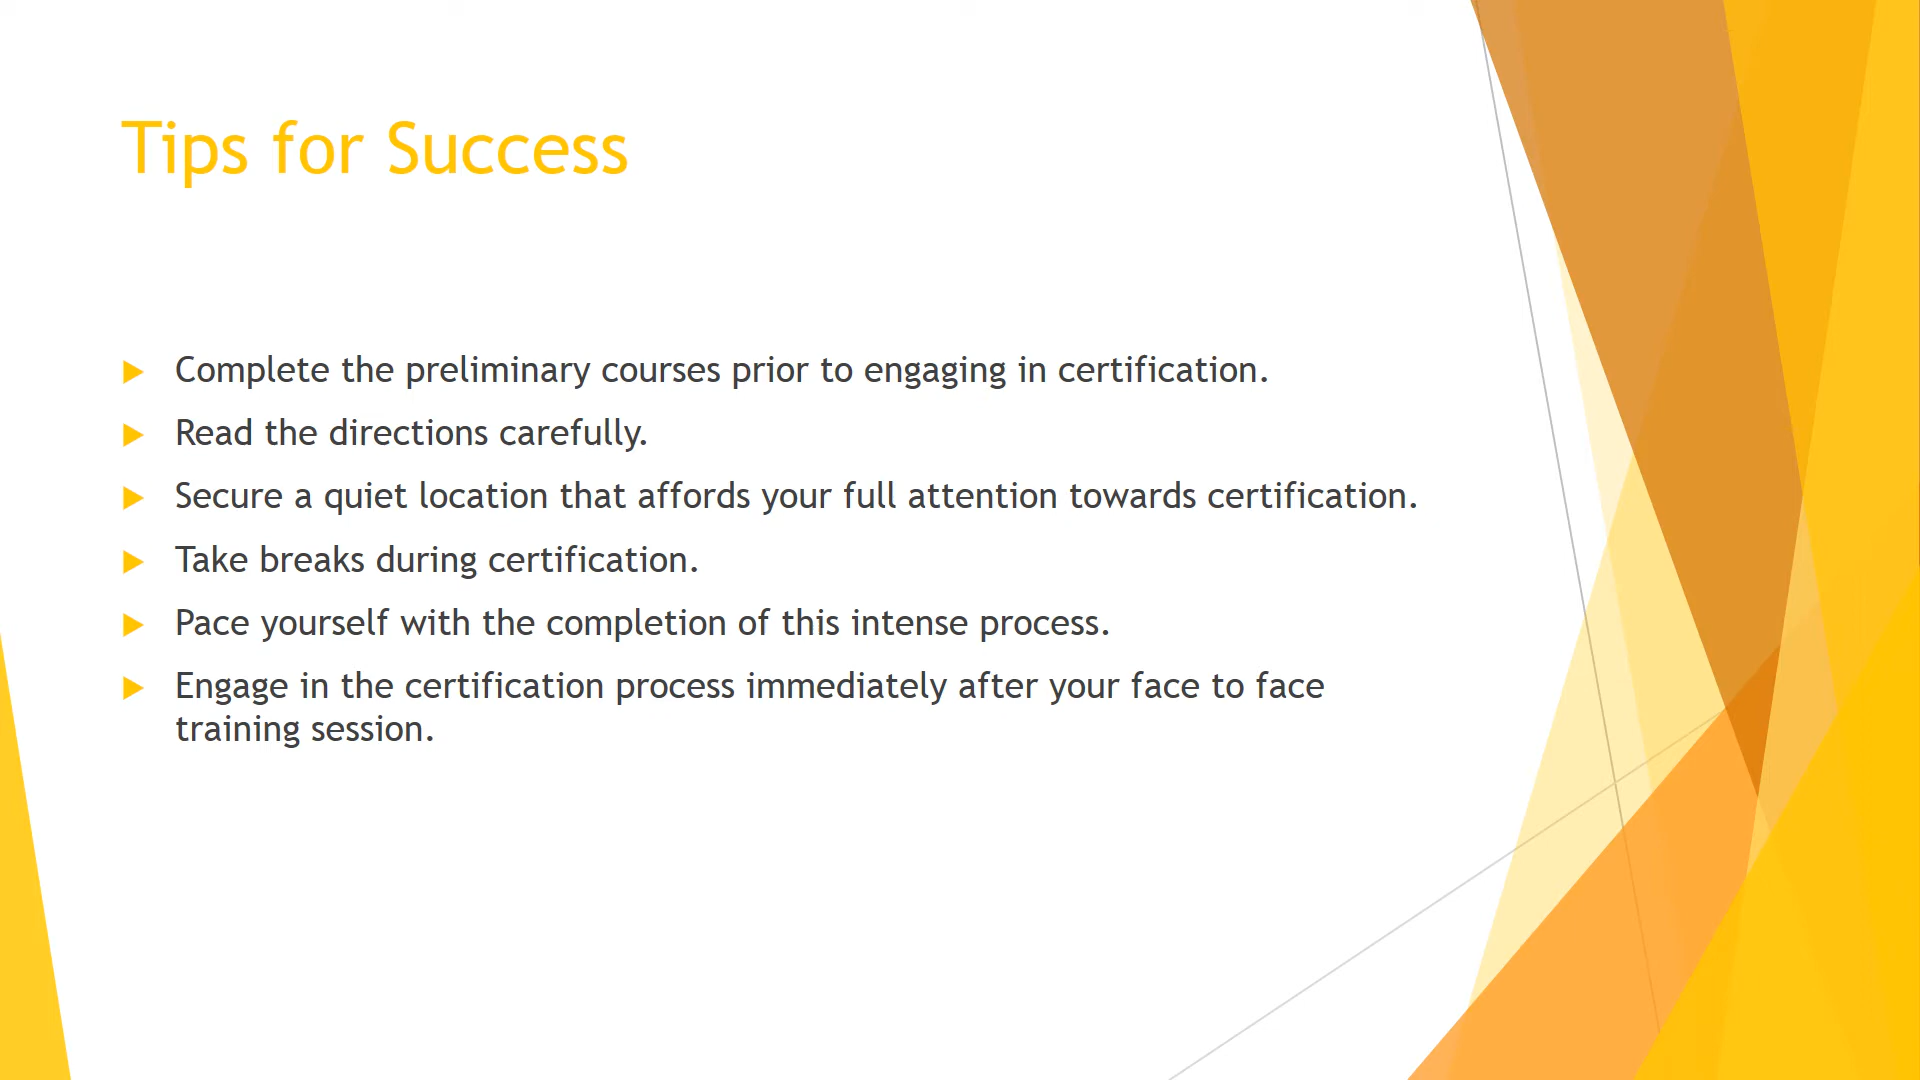 Tips for Success
Complete the preliminary courses prior to engaging in certification.
Read the directions carefully.
Secure a quiet location that affords your full attention towards certification.
Take breaks during certification.
Pace yourself with the completion of this intense process.
Engage in the certification process immediately after your face to face
training session.